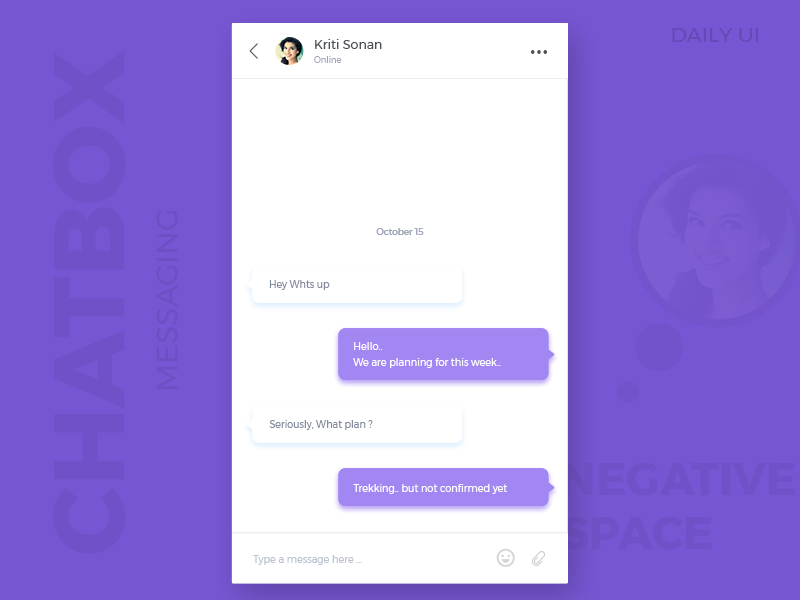 CHATBOX
MESSAGING
DAILY UI
Kriti Sonan
Online
October 15
Hey Whts up
Hello..
We are planning for this week..
Seriously, What plan ?
Trekking.. but not confirmed yet
Type a message here ...
NEGATIVE
SPACE